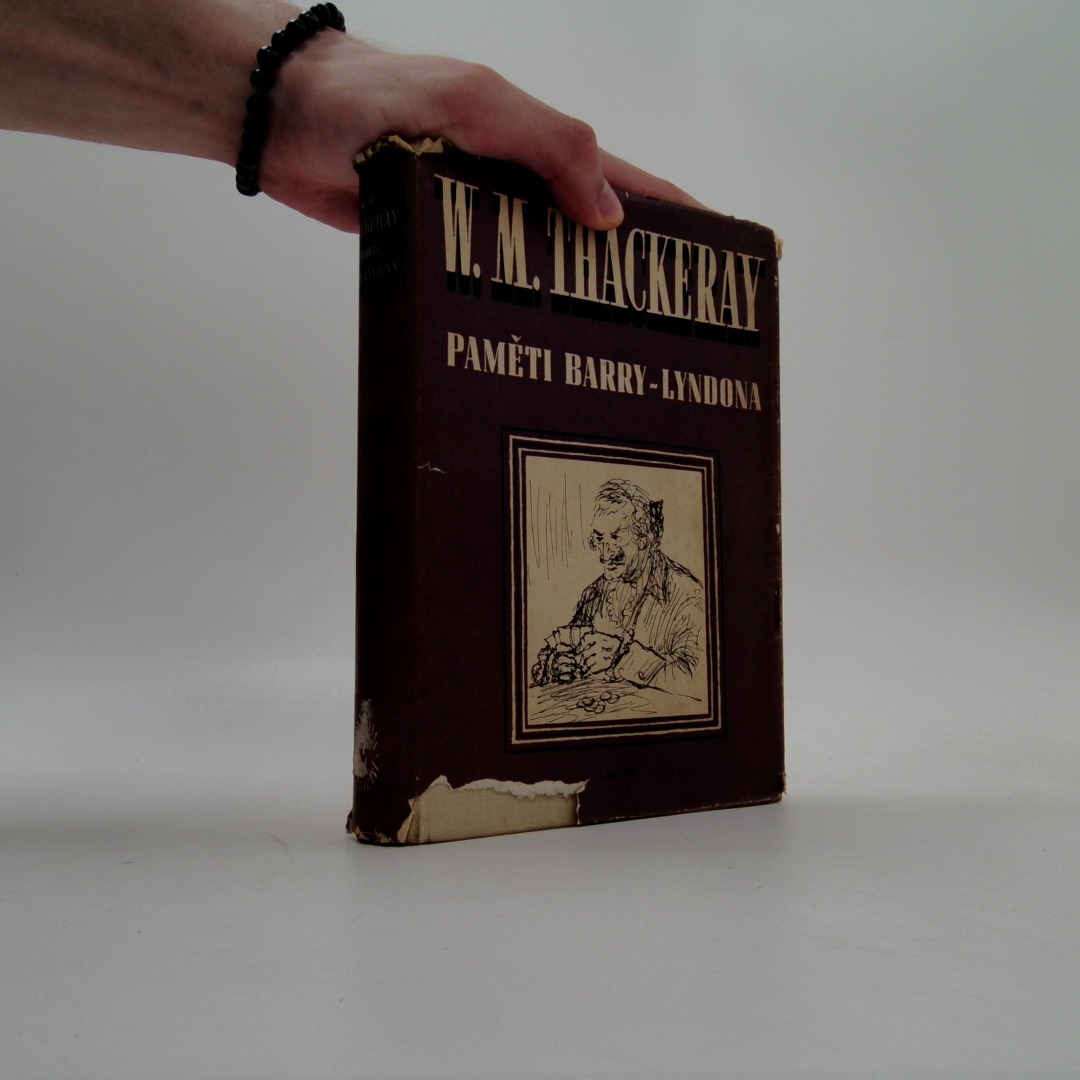 W. M. THACKERAY
PAMĚTI BARRY-LYNDONA